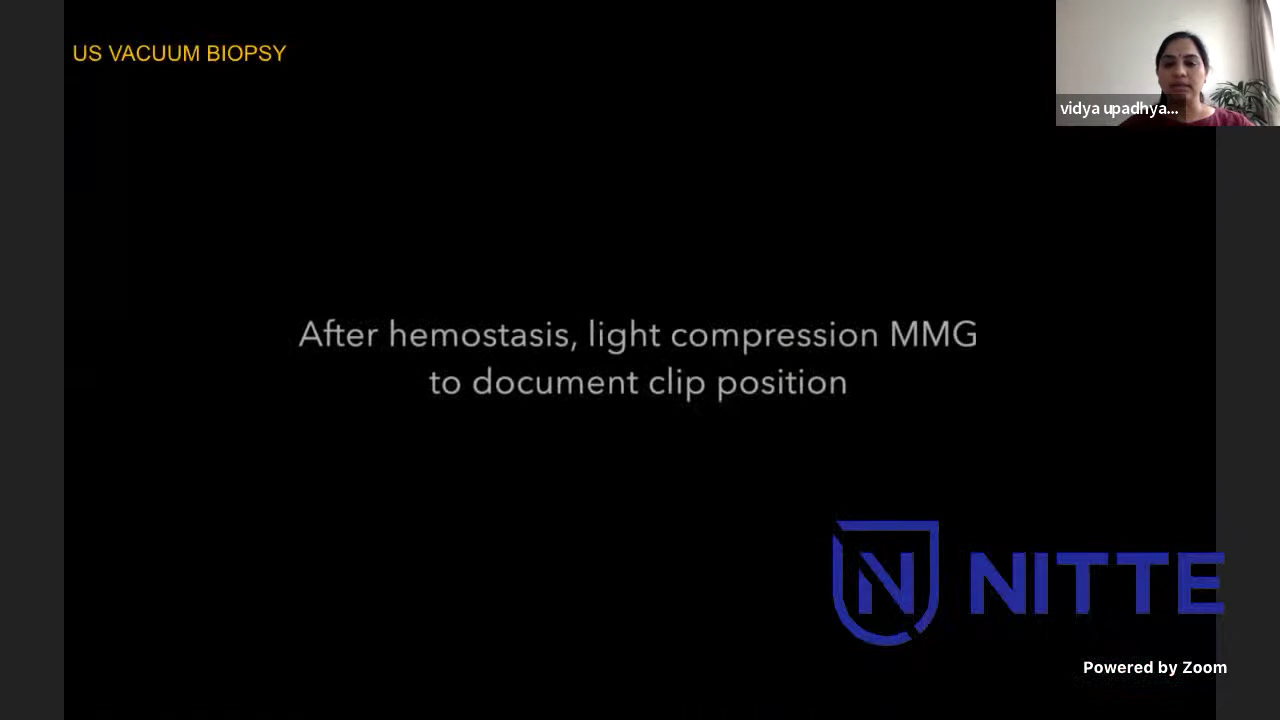 US VACUUM BIOPSY
vidya upadhya...
After hemostasis, light compression MMG
to document clip position
N NITTE
Powered by Zoom